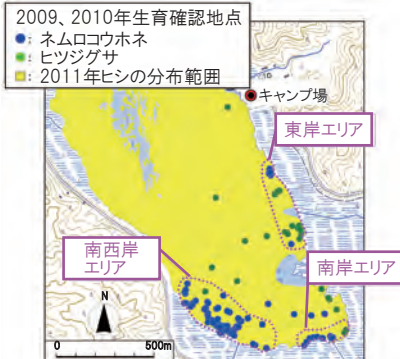 2009、2010年生育確認地点
●：ネムロコウホネ
●：ヒツジグサ
■：2011年ヒシの分布範囲
キャンプ場
東岸エリア
南西岸
エリア
南岸エリア
N
0 500m